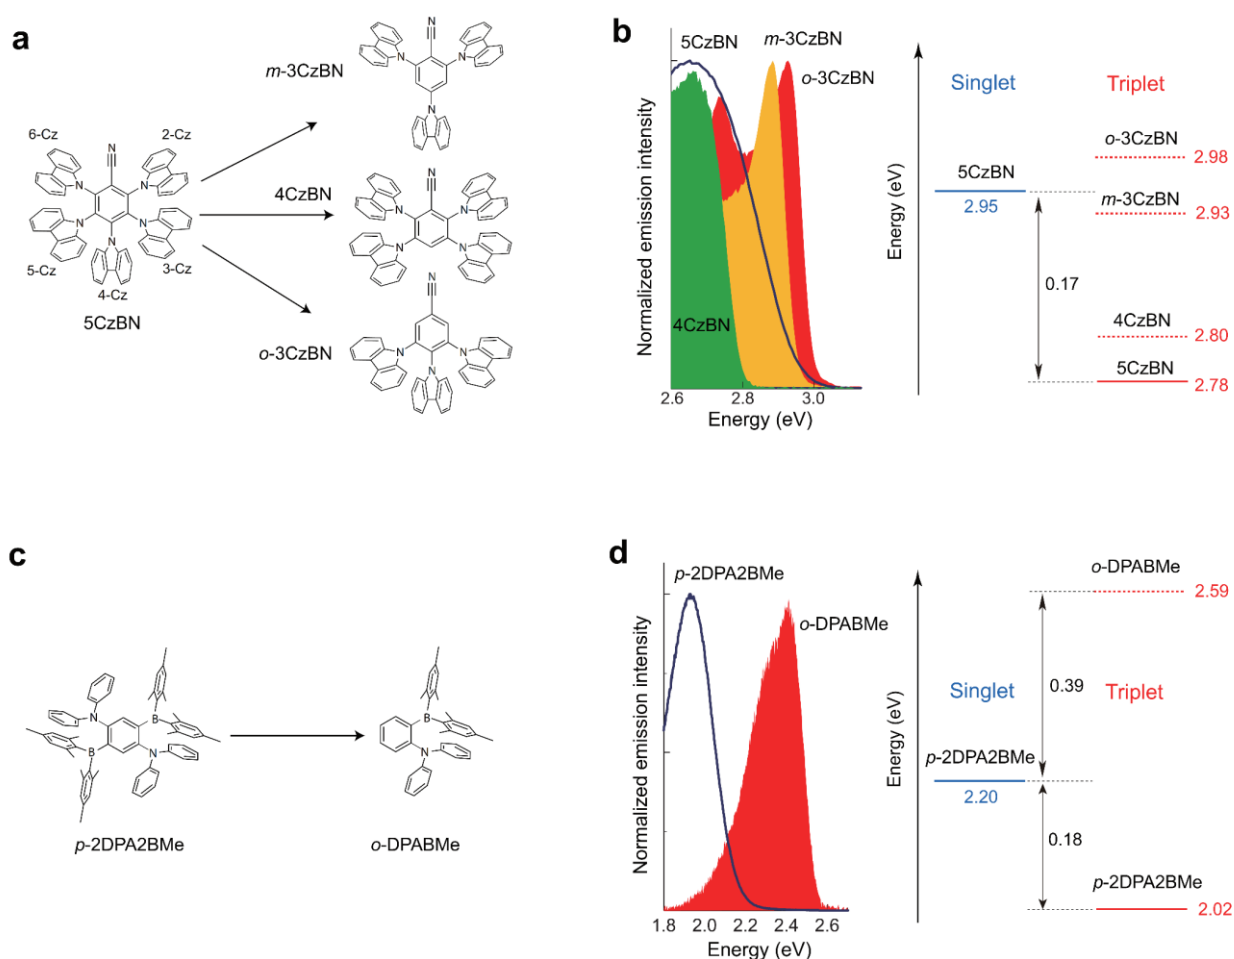 a
m-3CzBN
N
N
N
N
6-Cz
2-Cz
N
N
N
N
N
N
5-Cz
3-Cz
4-Cz
5CzBN
4CzBN
N
N
N
N
N
o-3CzBN
N
N
N
N
b
5CzBN
m-3CzBN
o-3CzBN
4CzBN
Normalized emission intensity
2.6
2.8
3.0
Energy (eV)
Energy (eV)
Singlet
Triplet
o-3CzBN
2.98
5CzBN
2.95
m-3CzBN
2.93
0.17
4CzBN
2.80
5CzBN
2.78
c
N
B
B
N
p-2DPA2BMe
B
N
o-DPABMe
d
p-2DPA2BMe
o-DPABMe
Normalized emission intensity
1.8
2.0
2.2
2.4
2.6
Energy (eV)
Energy (eV)
o-DPABMe
2.59
Singlet
0.39
Triplet
p-2DPA2BMe
2.20
0.18
p-2DPA2BMe
2.02